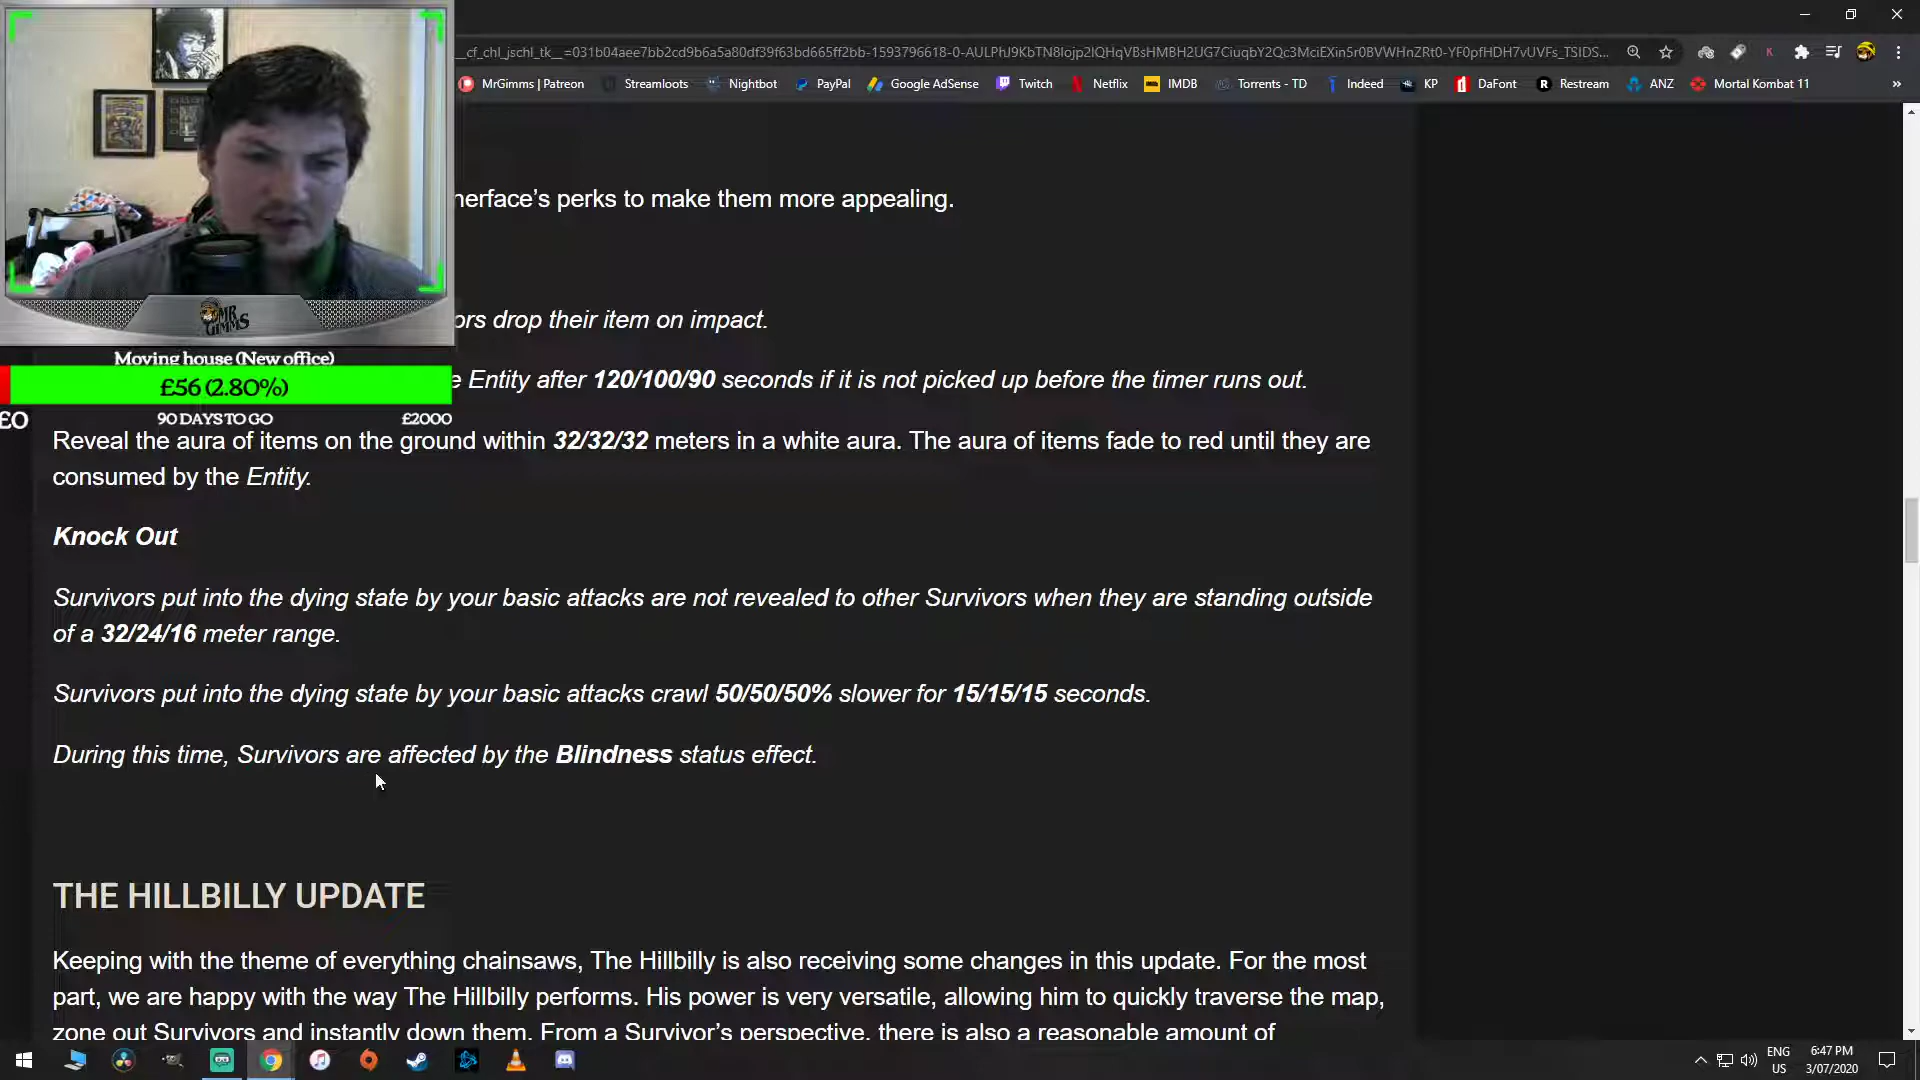 _cf_chl_jschl_tk__=031b04aee7bb2cd9b6a5a80df39f63bd665ff2bb-1593796618-0-
MrGimms | Patreon Streamloots Nightbot PayPal Google AdSense Twitch Netflix IMDB Torrents - TD Indeed KP DaFont Restream ANZ Mortal Kombat 11 »
nerface's perks to make them more appealing.
ors drop their item on impact.
MR GIMMS
Moving house (New office)
£56 (2.80%)
e Entity after 120/100/90 seconds if it is not picked up before the timer runs out.
£0 90 DAYS TO GO £2000
Reveal the aura of items on the ground within 32/32/32 meters in a white aura. The aura of items fade to red until they are
consumed by the Entity.
Knock Out
Survivors put into the dying state by your basic attacks are not revealed to other Survivors when they are standing outside
of a 32/24/16 meter range.
Survivors put into the dying state by your basic attacks crawl 50/50/50% slower for 15/15/15 seconds.
During this time, Survivors are affected by the Blindness status effect.
THE HILLBILLY UPDATE
Keeping with the theme of everything chainsaws, The Hillbilly is also receiving some changes in this update. For the most
part, we are happy with the way The Hillbilly performs. His power is very versatile, allowing him to quickly traverse the map,
zone out Survivors and instantly down them. From a Survivor's perspective, there is also a reasonable amount of
ENG
US
6:47 PM
3/07/2020